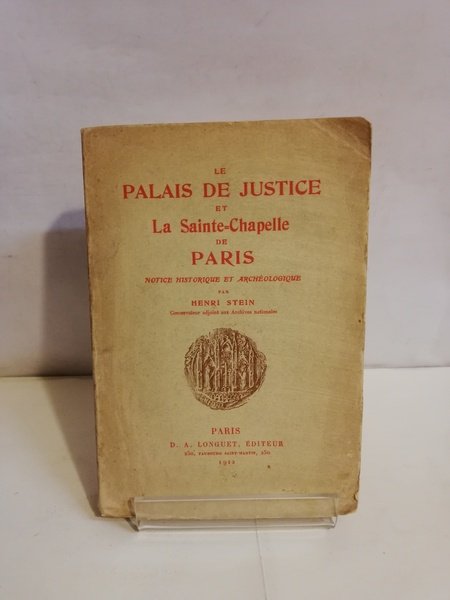 LE
PALAIS DE JUSTICE
ET
La Sainte-Chapelle
DE
PARIS
NOTICE HISTORIQUE ET ARCHÉOLOGIQUE
PAR
HENRI STEIN
Conservateur adjoint aux Archives nationales
PARIS
D. A. LONGUET, ÉDITEUR
250, FAUBOURG SAINT-MARTIN, 250
1912